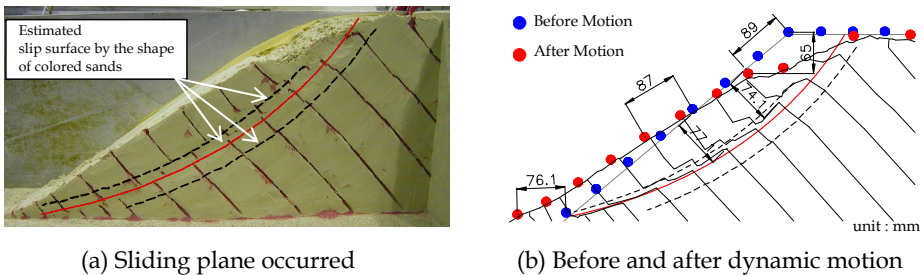 Estimated
slip surface by the shape
of colored sands
Before Motion
After Motion
89
65
87
74.
77
76.1
unit : mm
(a) Sliding plane occurred
(b) Before and after dynamic motion